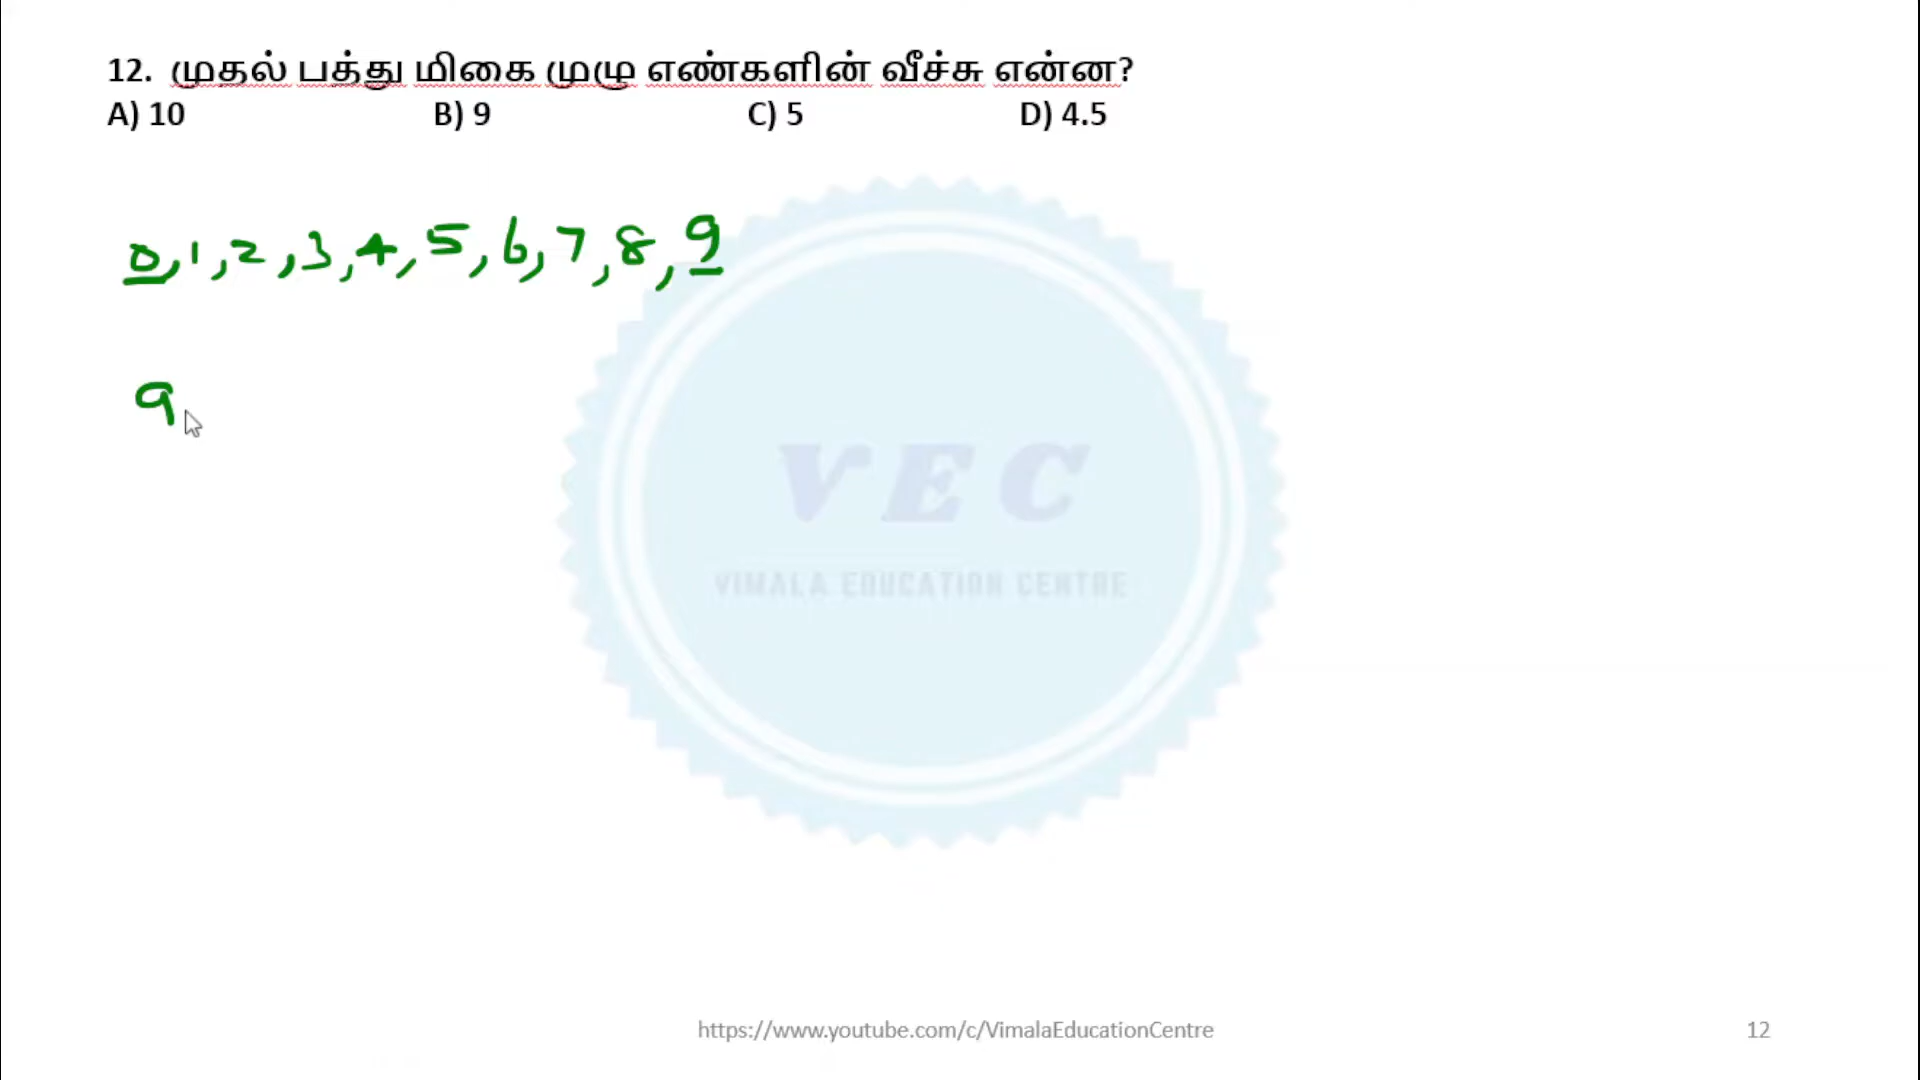 12. முதல் பத்து மிகை முழு எண்களின் வீச்சு என்ன?
A) 10 B) 9 C) 5 D) 4.5
0, 1, 2, 3, 4, 5, 6, 7, 8, 9
9
VEC
VIMALA EDUCATION CENTRE
https://www.youtube.com/c/VimalaEducationCentre 12